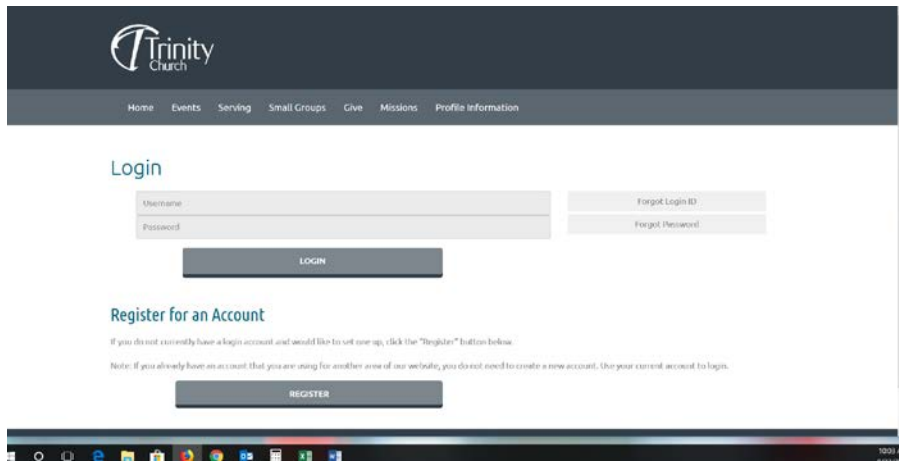 Trinity
Church
Home Events Serving Small Groups Give Missions Profile Information
Login
Username
Forgot Login ID
Password
Forgot Password
LOGIN
Register for an Account
If you do not currently have a login account and would like to set one up, click the "Register" button below.
Note: If you already have an account that you are using for another area of our website, you do not need to create a new account. Use your current account to login.
REGISTER